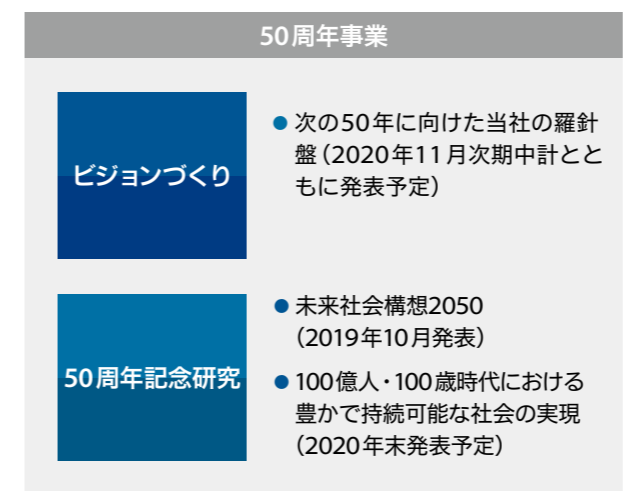 50周年事業
ビジョンづくり
● 次の50年に向けた当社の羅針
盤（2020年11月次期中計とと
もに発表予定）
50周年記念研究
● 未来社会構想2050
（2019年10月発表）
● 100億人・100歳時代における
豊かで持続可能な社会の実現
（2020年末発表予定）